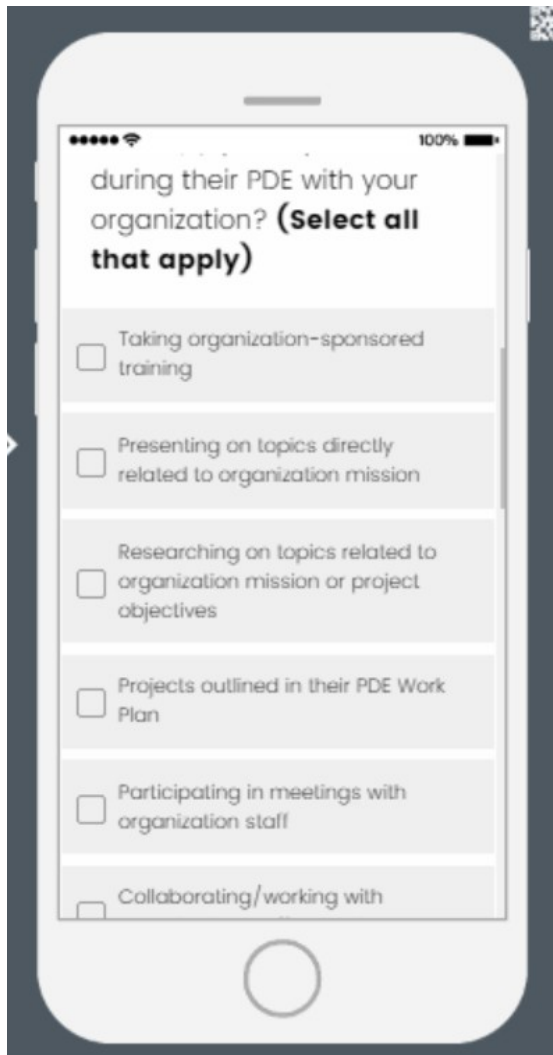 100%
during their PDE with your
organization? (Select all
that apply)
Taking organization-sponsored
training
Presenting on topics directly
related to organization mission
Researching on topics related to
organization mission or project
objectives
Projects outlined in their PDE Work
Plan
Participating in meetings with
organization staff
Collaborating/working with